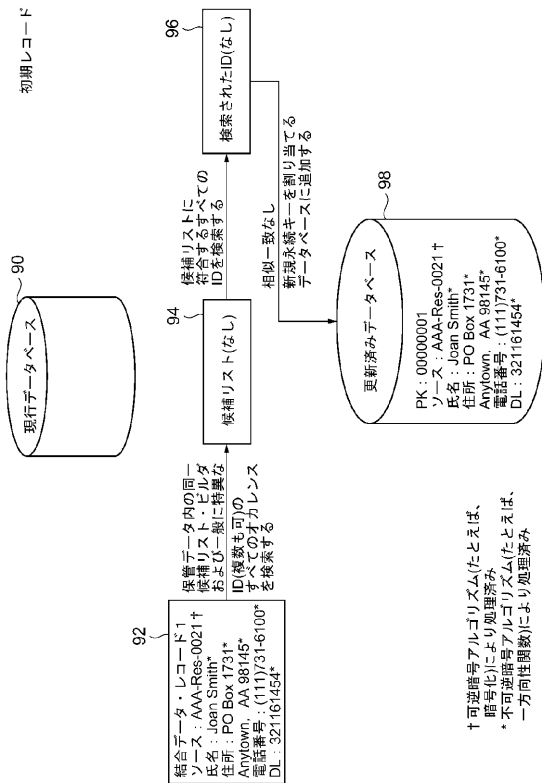 初期レコード
90
現行データベース
92
結合データ・レコード1
ソース：AAA-Res-0021†
氏名：Joan Smith*
住所：PO Box 1731*
Anytown, AA 98145*
電話番号：(111)731-6100*
DL：321161454*
保管データ内の同一
候補リスト・ビルダ
および一般に特異な
ID(複数も可)の
すべてのオカレンス
を検索する
94
候補リスト(なし)
候補リストに
符合するすべての
IDを検索する
96
検索されたID(なし)
相似一致なし
新規永続キーを割り当てる
データベースに追加する
98
更新済みデータベース
PK：00000001
ソース：AAA-Res-0021†
氏名：Joan Smith*
住所：PO Box 1731*
Anytown, AA 98145*
電話番号：(111)731-6100*
DL：321161454*
†可逆暗号アルゴリズム(たとえば、
暗号化)により処理済み
*不可逆暗号アルゴリズム(たとえば、
一方向性関数)により処理済み